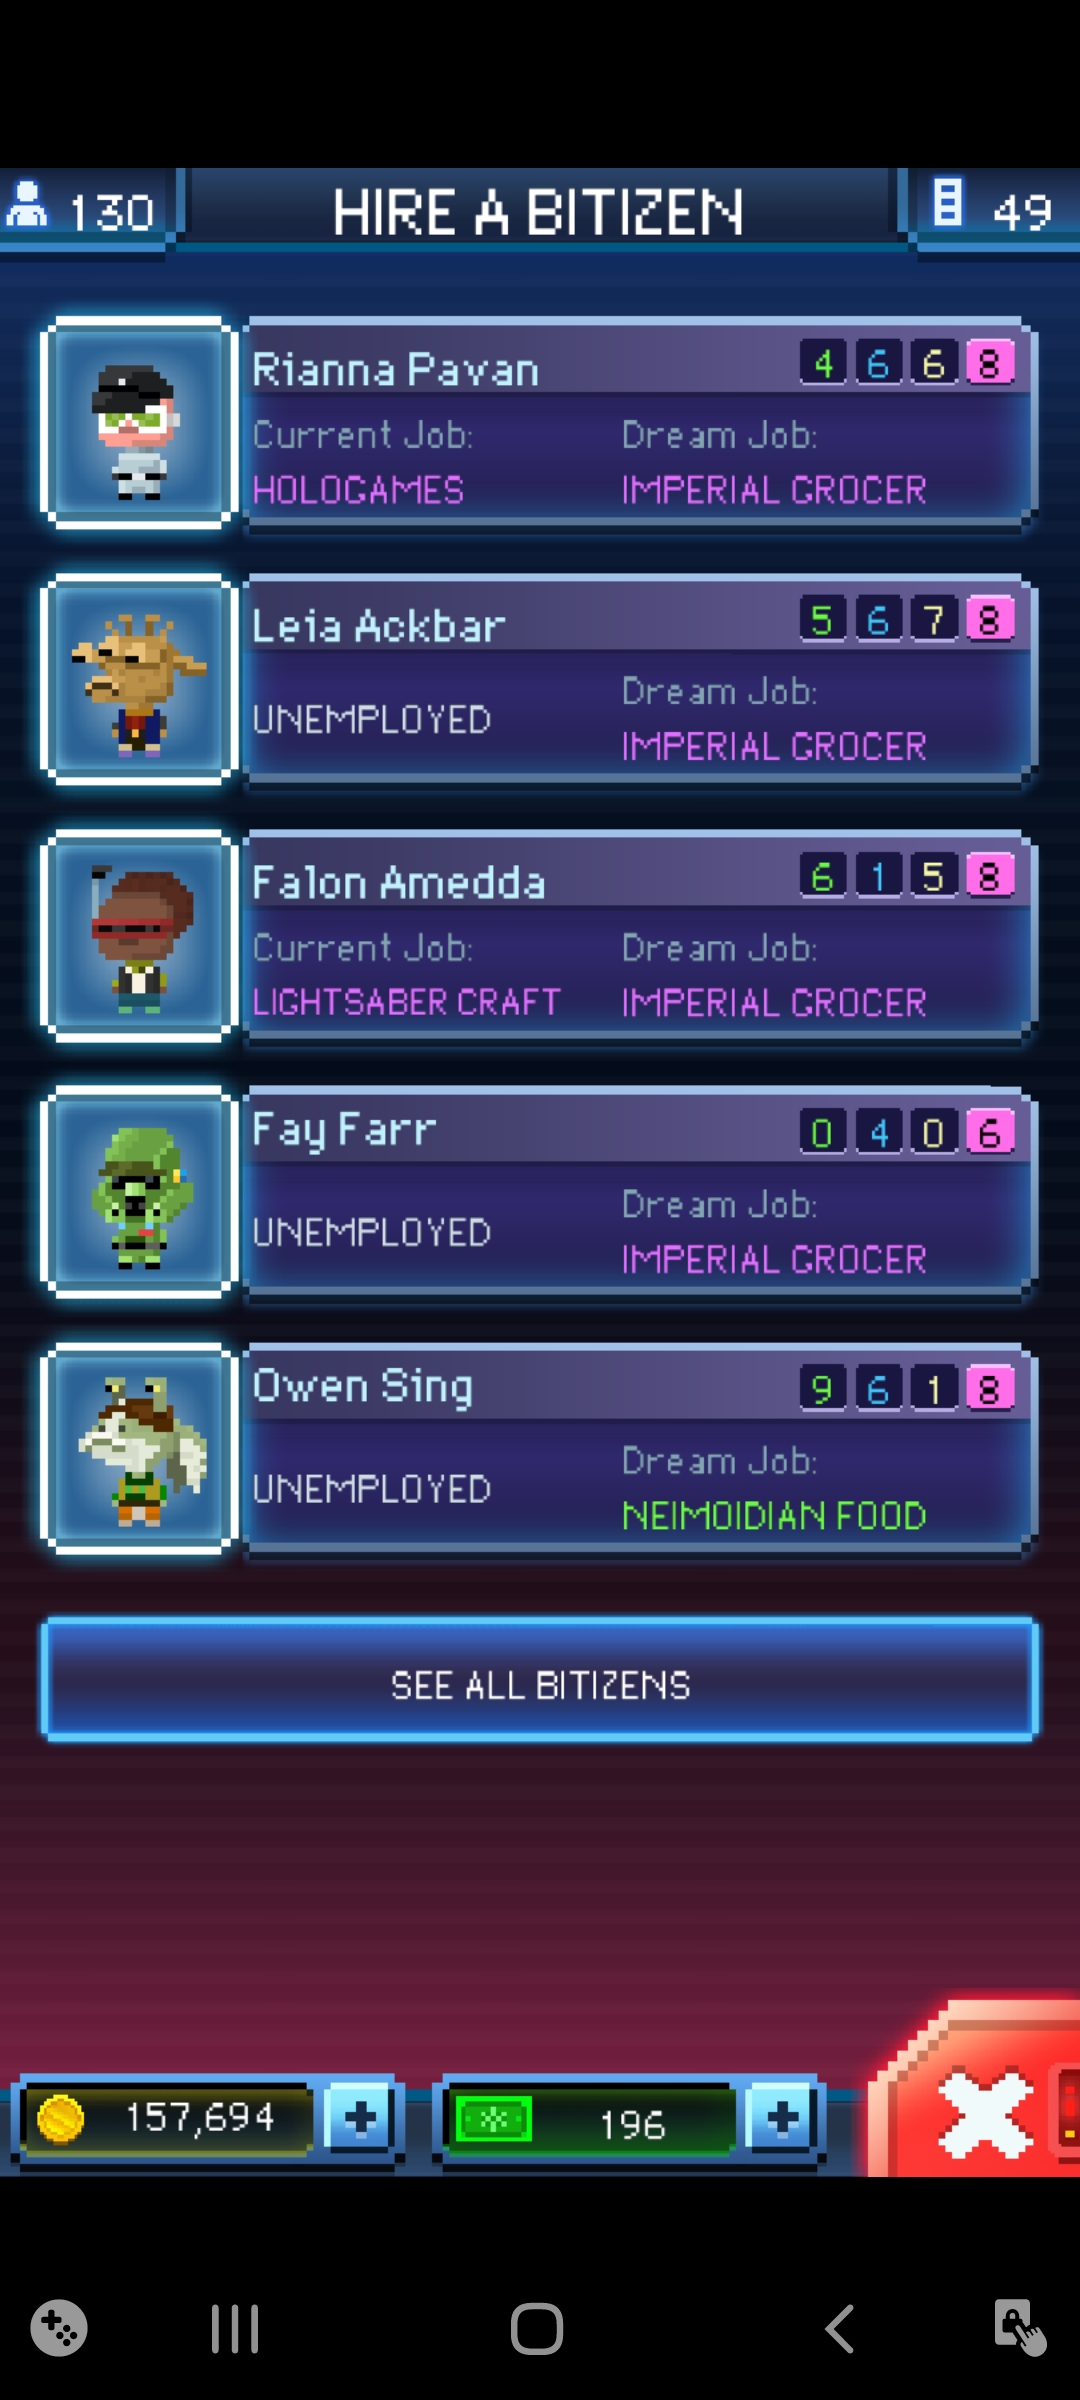 130 HIRE A BITIZEN 49
Rianna Pavan 4 6 6 8
Current Job: Dream Job:
HOLOGAMES IMPERIAL GROCER
Leia Ackbar 5 6 7 8
Dream Job:
UNEMPLOYED
IMPERIAL GROCER
Falon Amedda 6 1 5 8
Current Job: Dream Job:
LIGHTSABER CRAFT IMPERIAL GROCER
Fay Farr 0 4 0 6
Dream Job:
UNEMPLOYED
IMPERIAL GROCER
Owen Sing 9 6 1 8
Dream Job:
UNEMPLOYED
NEIMOIDIAN FOOD
SEE ALL BITIZENS
157,694 196